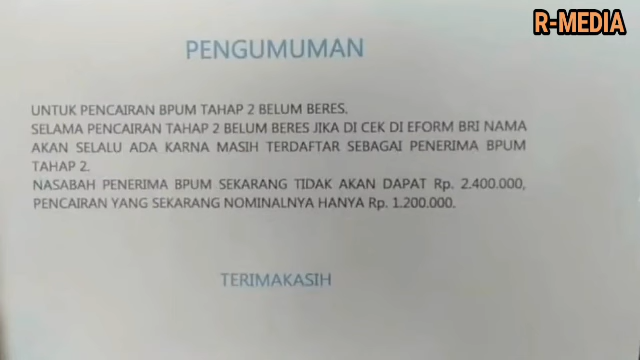 R-MEDIA
PENGUMUMAN
UNTUK PENCAIRAN BPUM TAHAP 2 BELUM BERES.
SELAMA PENCAIRAN TAHAP 2 BELUM BERES JIKA DI CEK DI EFORM BRI NAMA
AKAN SELALU ADA KARNA MASIH TERDAFTAR SEBAGAI PENERIMA BPUM
TAHAP 2.
NASABAH PENERIMA BPUM SEKARANG TIDAK AKAN DAPAT Rp. 2.400.000,
PENCAIRAN YANG SEKARANG NOMINALNYA HANYA Rp. 1.200.000.
TERIMAKASIH